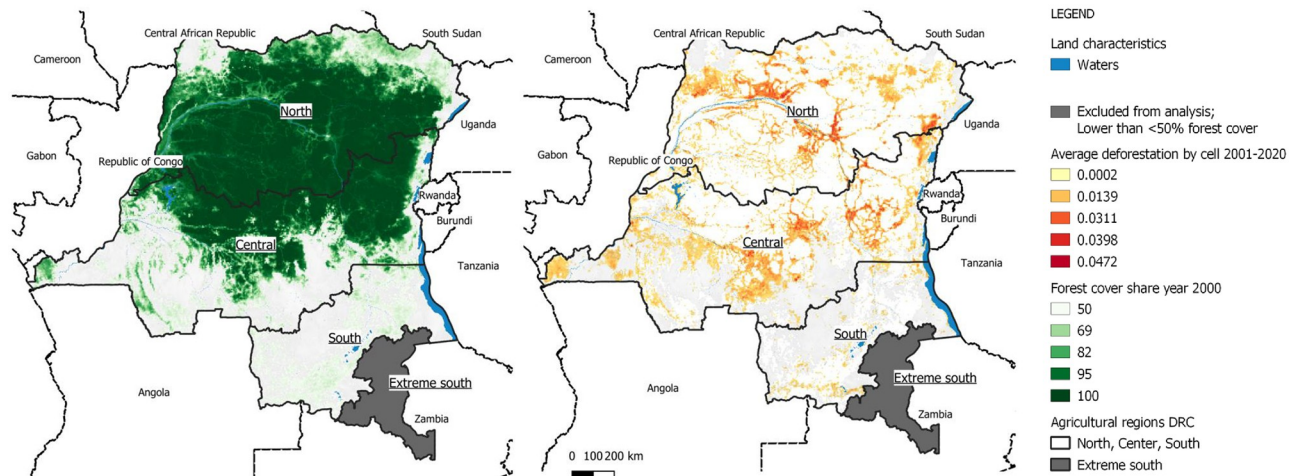 Central African Republic
South Sudan
Cameroon
North
Uganda
Gabon
Republic of Congo
Rwanda
Burundi
Central
Tanzania
South
Extreme south
Angola
Zambia
Central African Republic
South Sudan
Cameroon
North
Uganda
Gabon
Republic of Congo
Rwanda
Burundi
Central
Tanzania
South
Extreme south
Angola
Zambia
0 100 200 km
LEGEND
Land characteristics
Waters
Excluded from analysis;
Lower than <50% forest cover
Average deforestation by cell 2001-2020
0.0002
0.0139
0.0311
0.0398
0.0472
Forest cover share year 2000
50
69
82
95
100
Agricultural regions DRC
North, Center, South
Extreme south